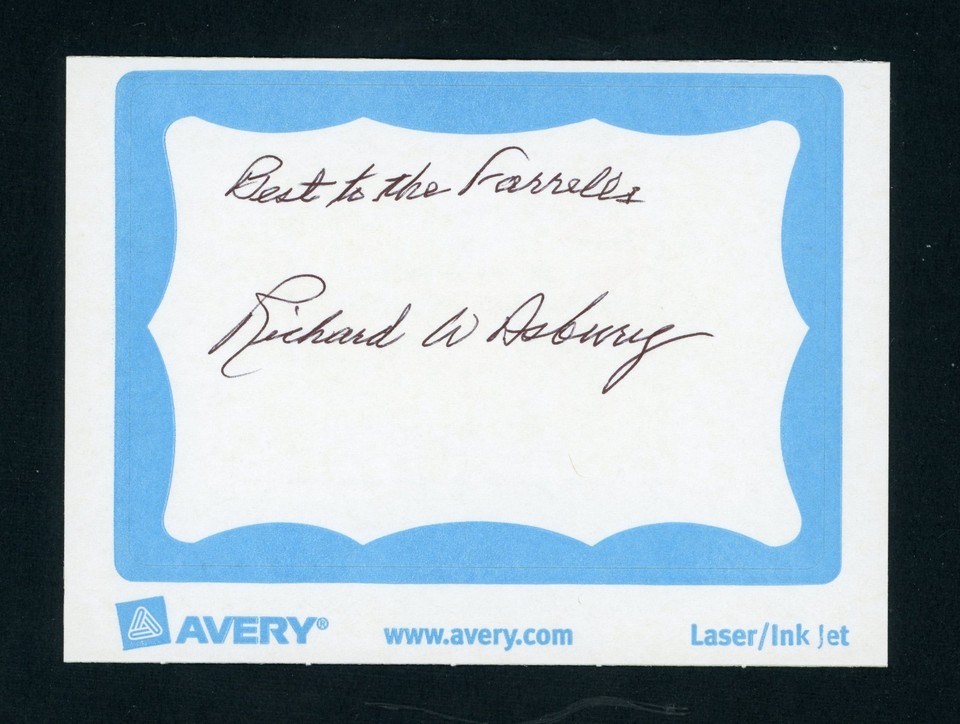 Best to the Farrells
Richard W Asbury
AVERY® www.avery.com Laser/Ink Jet